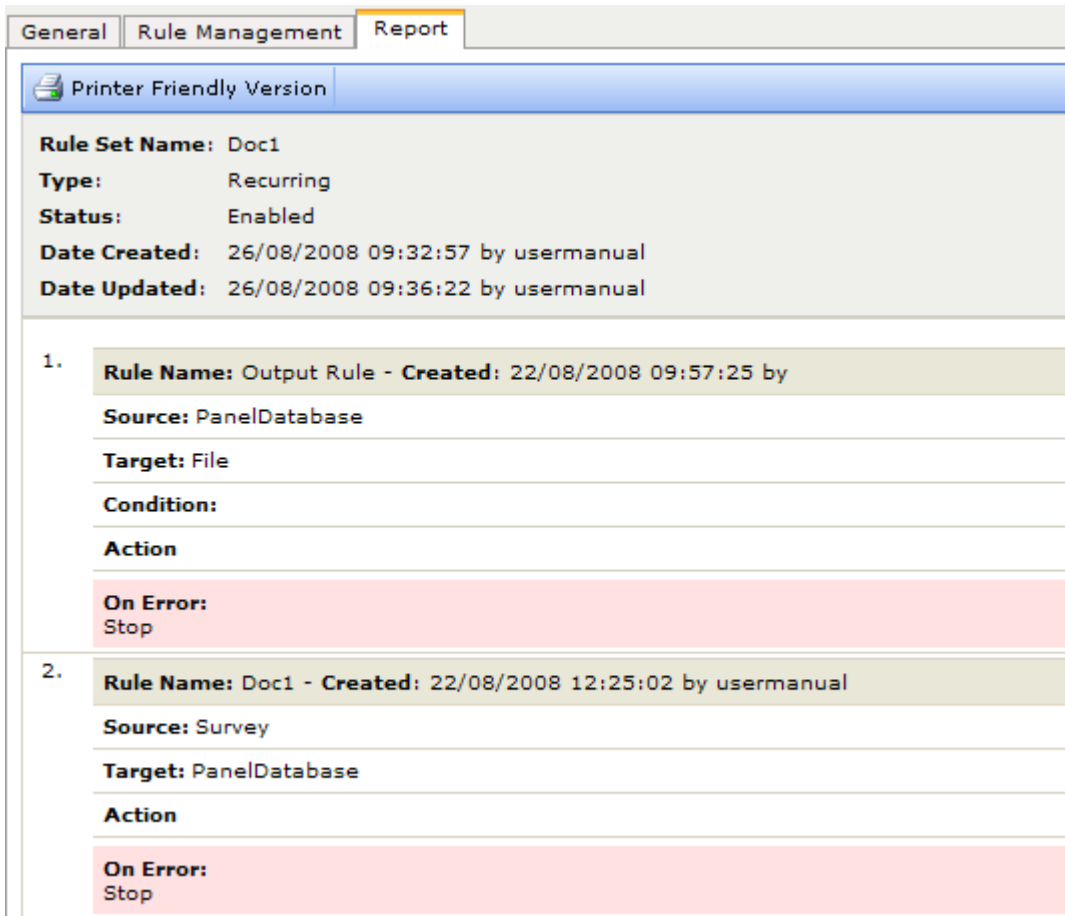 General Rule Management Report
Printer Friendly Version
Rule Set Name: Doc1
Type: Recurring
Status: Enabled
Date Created: 26/08/2008 09:32:57 by usermanual
Date Updated: 26/08/2008 09:36:22 by usermanual
1.
Rule Name: Output Rule - Created: 22/08/2008 09:57:25 by
Source: PanelDatabase
Target: File
Condition:
Action
On Error:
Stop
2.
Rule Name: Doc1 - Created: 22/08/2008 12:25:02 by usermanual
Source: Survey
Target: PanelDatabase
Action
On Error:
Stop